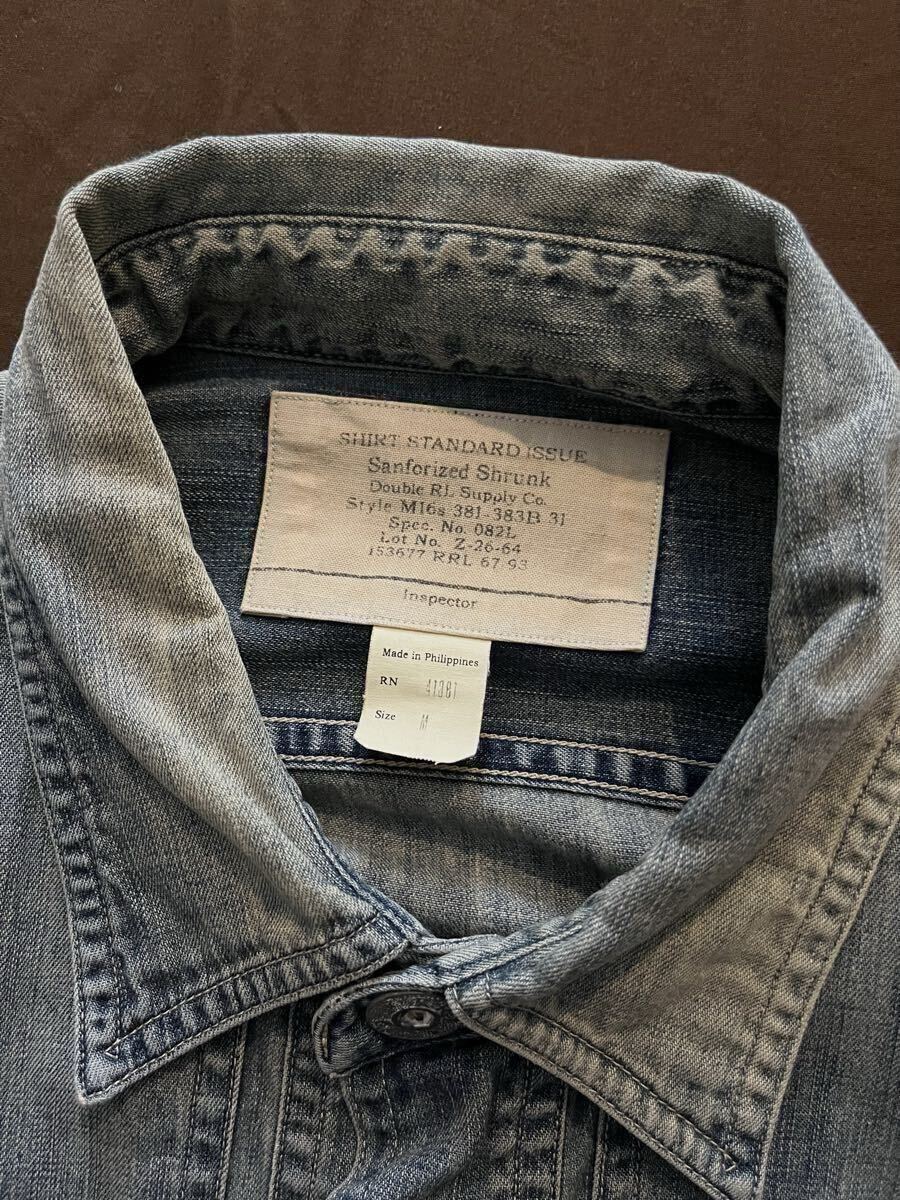 SHIRT STANDARD ISSUE
Sanforized Shrunk
Double RL Supply Co.
Style M16s 381-383B 31
Spec. No. 082L
Lot No. Z-26-64
153677 RRL 67 93
Inspector
Made in Philippines
RN 41381
Size M